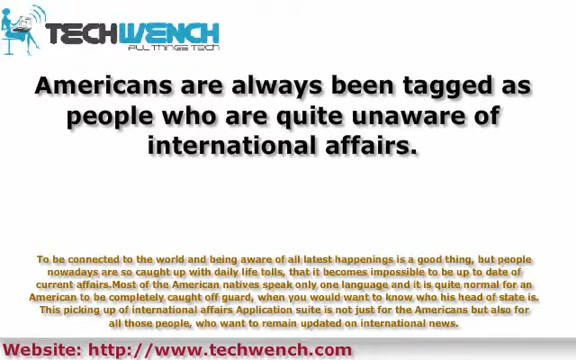 TECHWENCH
ALL THINGS TECH
Americans are always been tagged as
people who are quite unaware of
international affairs.
To be connected to the world and being aware of all latest happenings is a good thing, but people
nowadays are so caught up with daily life tolls, that it becomes impossible to be up to date of
current affairs.Most of the American natives speak only one language and it is quite normal for an
American to be completely caught off guard, when you would want to know who his head of state is.
This picking up of international affairs Application suite is not just for the Americans but also for
all those people, who want to remain updated on international news.
Website: http://www.techwench.com